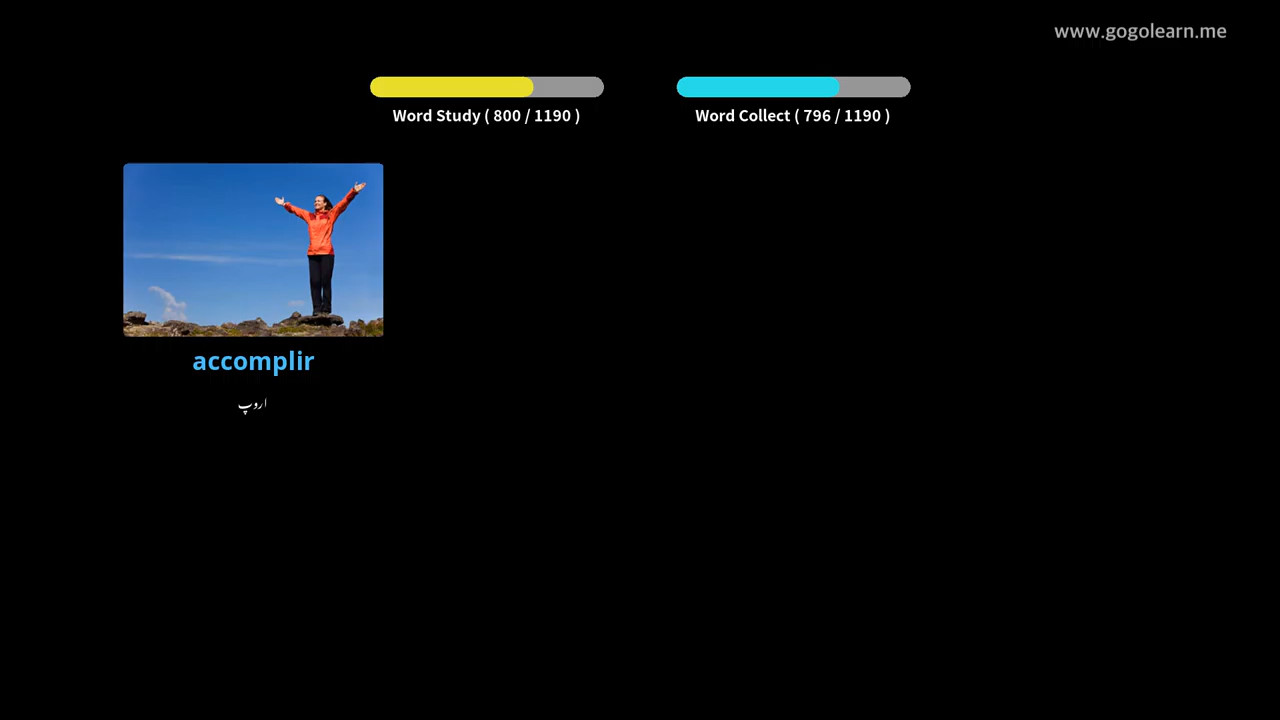 www.gogolearn.me
Word Study ( 800 / 1190 )
Word Collect ( 796 / 1190 )
accomplir
اروپ